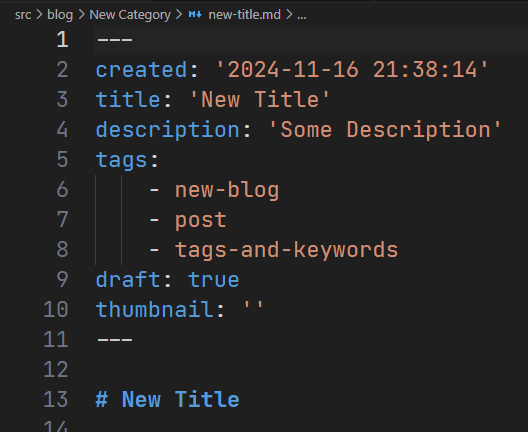 src > blog > New Category > new-title.md > ...
1 ---
2 created: '2024-11-16 21:38:14'
3 title: 'New Title'
4 description: 'Some Description'
5 tags:
6     - new-blog
7     - post
8     - tags-and-keywords
9 draft: true
10 thumbnail: ''
11 ---
12
13 # New Title
14